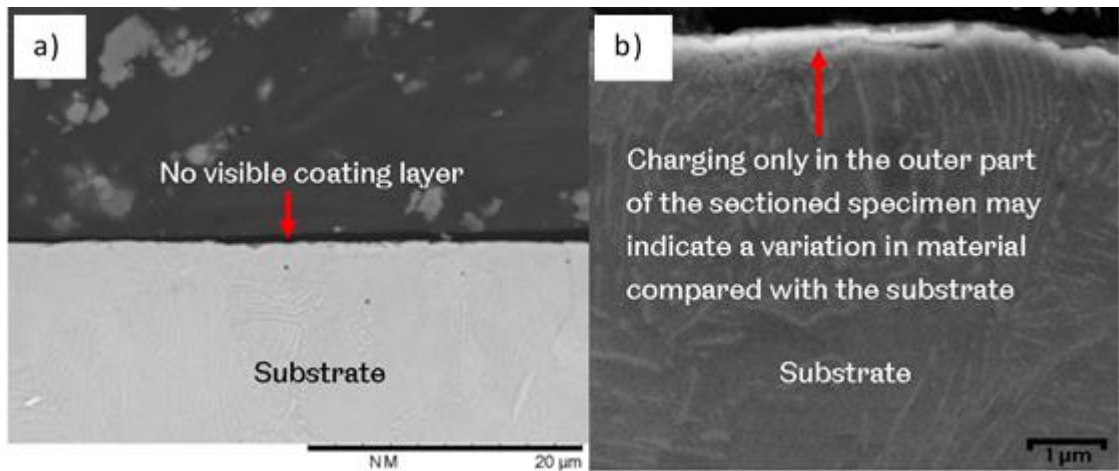 a)
No visible coating layer
Substrate
NM
20 µm
b)
Charging only in the outer part
of the sectioned specimen may
indicate a variation in material
compared with the substrate
Substrate
1 µm